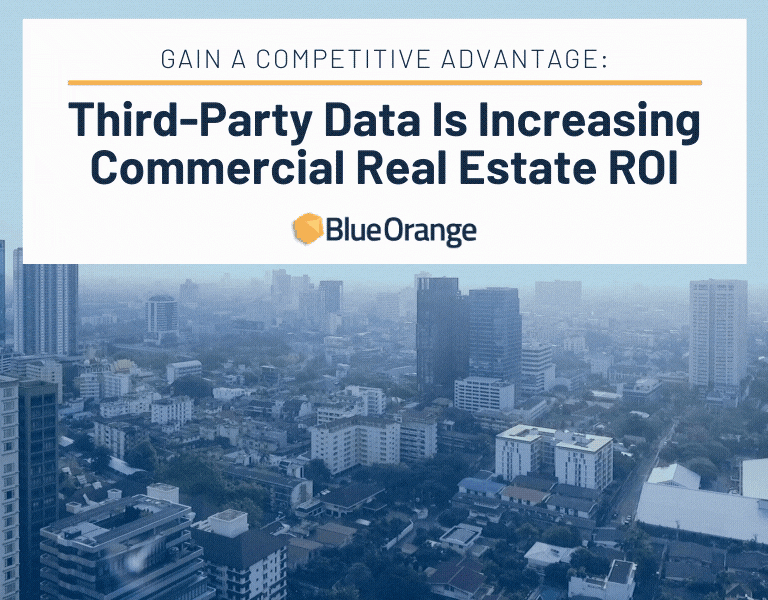 GAIN A COMPETITIVE ADVANTAGE:
Third-Party Data Is Increasing
Commercial Real Estate ROI
BlueOrange